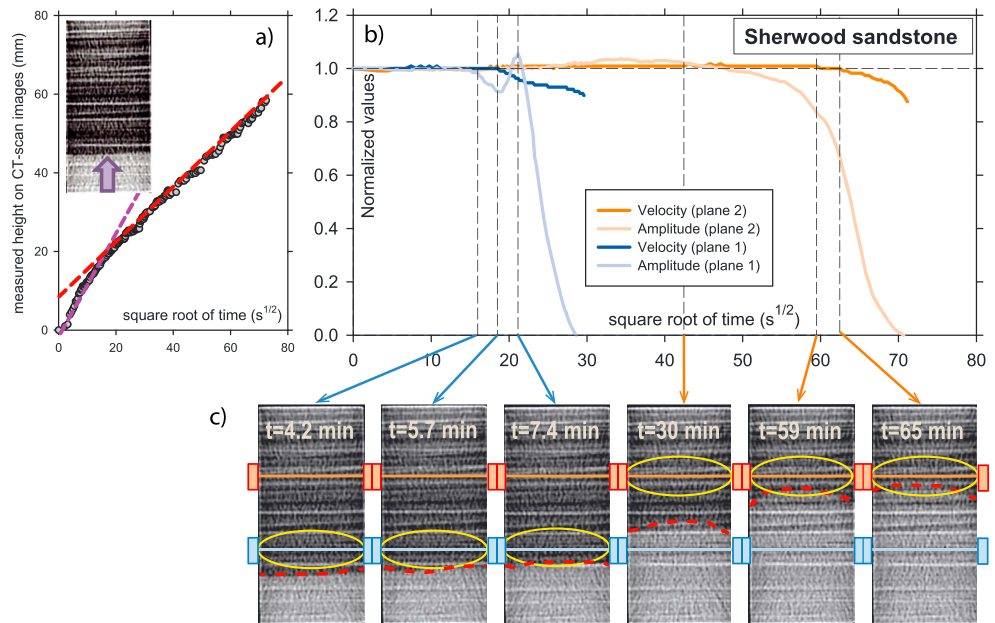 a)
measured height on CT-scan images (mm)
80
60
40
20
0
square root of time (s1/2)
0 20 40 60 80
b)
Sherwood sandstone
Normalized values
1.2
1.0
0.8
0.6
0.4
0.2
0.0
Velocity (plane 2)
Amplitude (plane 2)
Velocity (plane 1)
Amplitude (plane 1)
square root of time (s1/2)
0 10 20 30 40 50 60 70 80
c)
t=4.2 min
t=5.7 min
t=7.4 min
t=30 min
t=59 min
t=65 min